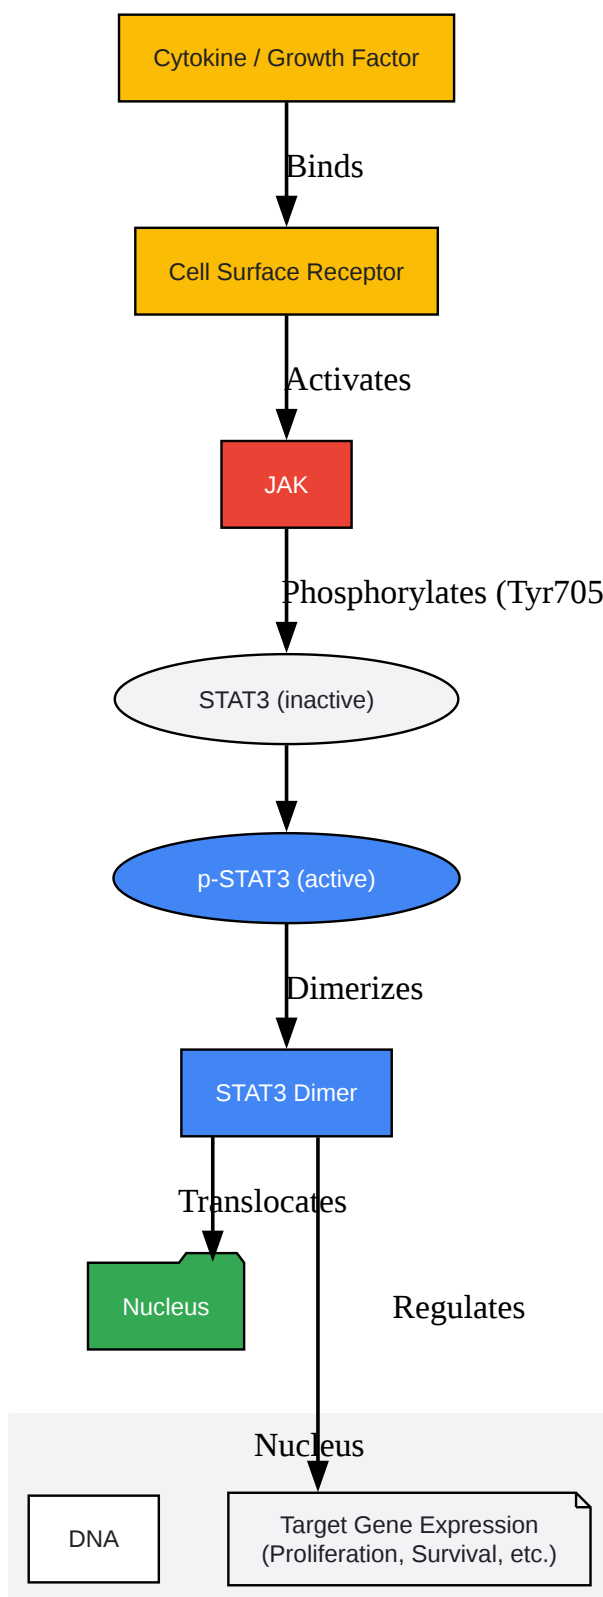 Cytokine / Growth Factor
Binds
Cell Surface Receptor
Activates
JAK
Phosphorylates (Tyr705
STAT3 (inactive)
p-STAT3 (active)
Dimerizes
STAT3 Dimer
Translocates
Nucleus
Regulates
Nucleus
DNA
Target Gene Expression
(Proliferation, Survival, etc.)